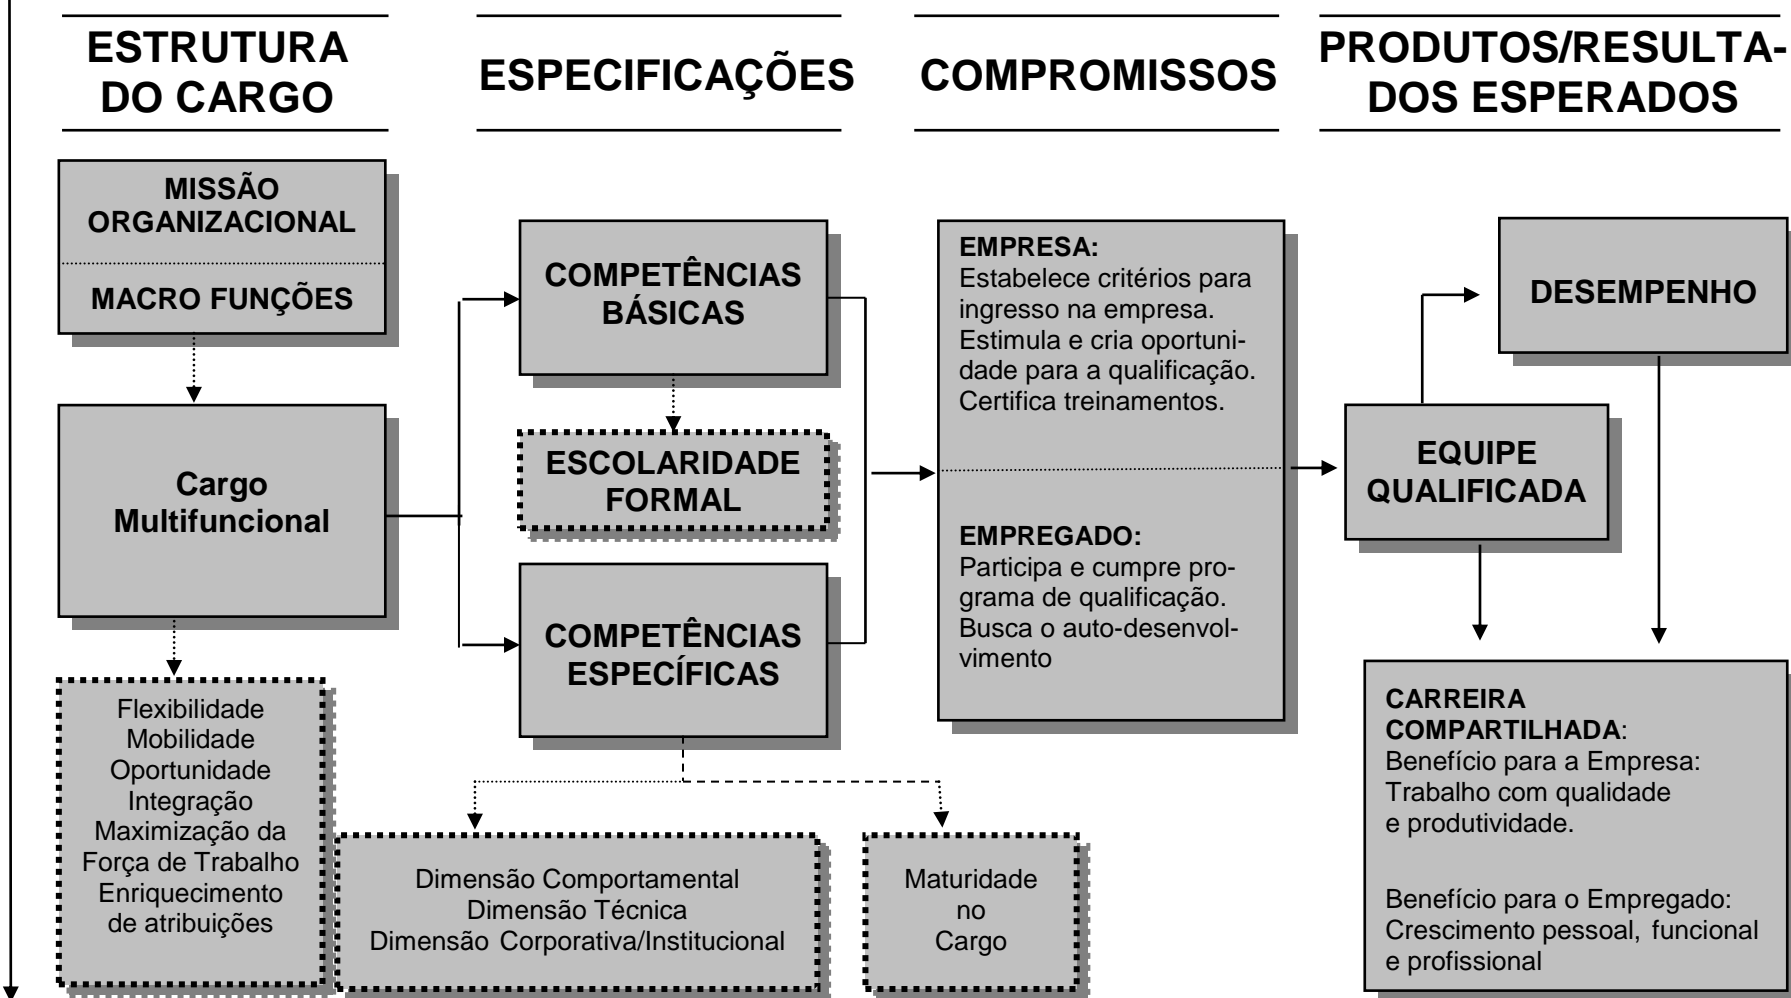 ESTRUTURA
DO CARGO
ESPECIFICAÇÕES
COMPROMISSOS
PRODUTOS/RESULTA-
DOS ESPERADOS
MISSÃO
ORGANIZACIONAL
MACRO FUNÇÕES
Cargo
Multifuncional
Flexibilidade
Mobilidade
Oportunidade
Integração
Maximização da
Força de Trabalho
Enriquecimento
de atribuições
COMPETÊNCIAS
BÁSICAS
ESCOLARIDADE
FORMAL
COMPETÊNCIAS
ESPECÍFICAS
Dimensão Comportamental
Dimensão Técnica
Dimensão Corporativa/Institucional
Maturidade
no
Cargo
EMPRESA:
Estabelece critérios para
ingresso na empresa.
Estimula e cria oportuni-
dade para a qualificação.
Certifica treinamentos.
EMPREGADO:
Participa e cumpre pro-
grama de qualificação.
Busca o auto-desenvol-
vimento
DESEMPENHO
EQUIPE
QUALIFICADA
CARREIRA
COMPARTILHADA:
Benefício para a Empresa:
Trabalho com qualidade
e produtividade.
Benefício para o Empregado:
Crescimento pessoal, funcional
e profissional